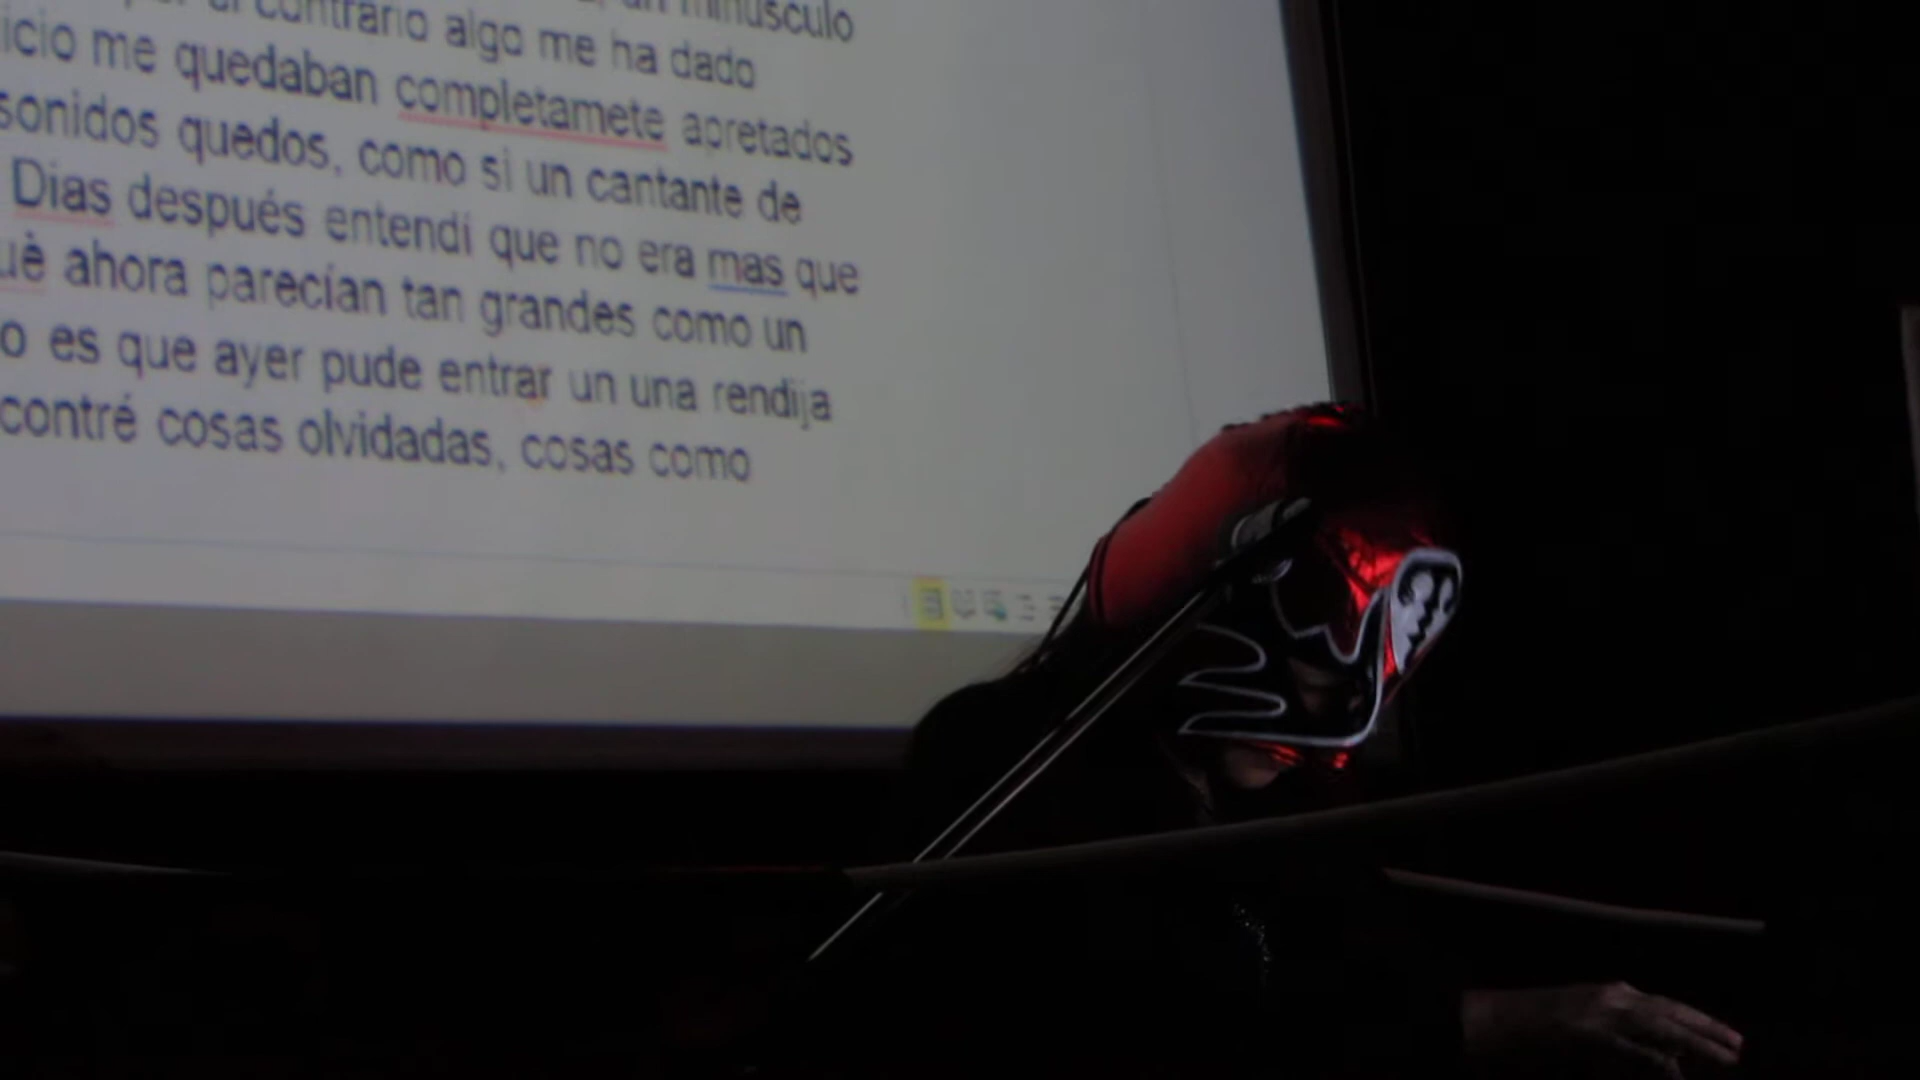 contrario algo me ha dado
icio me quedaban completamete apretados
sonidos quedos, como si un cantante de
Dias después entendí que no era mas que
uè ahora parecían tan grandes como un
o es que ayer pude entrar un una rendija
contré cosas olvidadas, cosas como